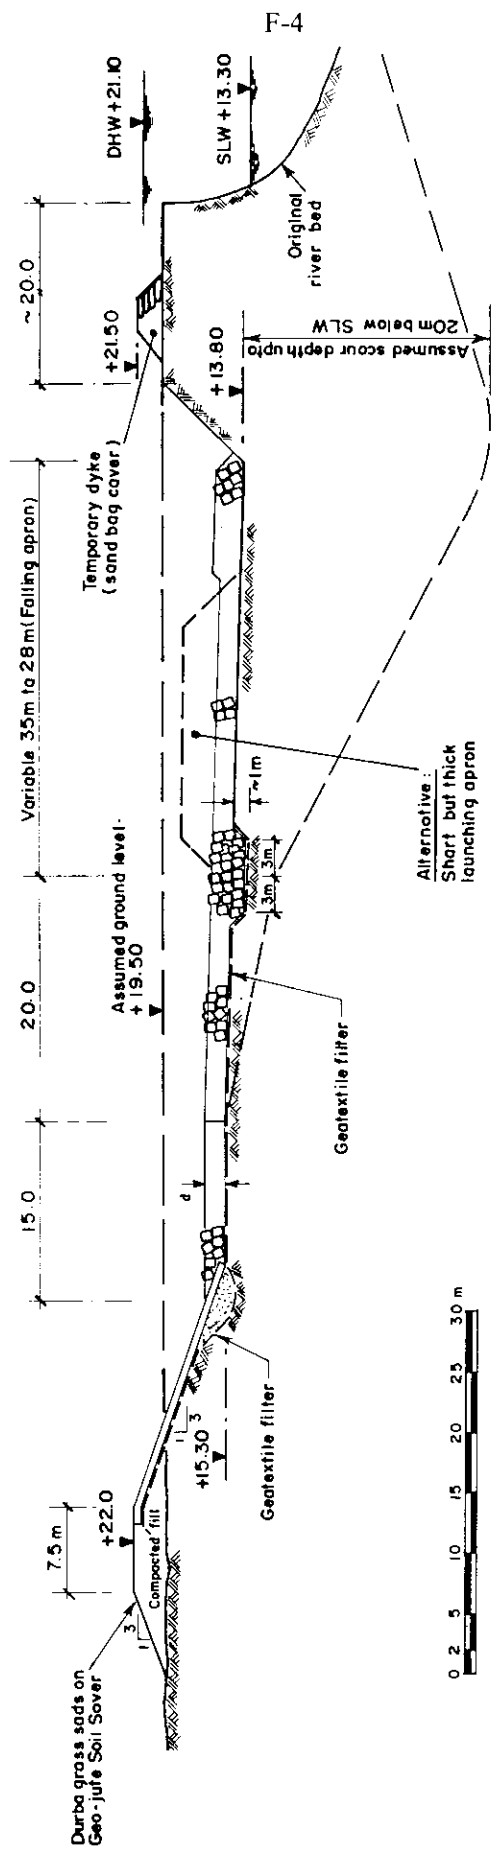 F-4
DHW +21.10
SLW +13.30
~20.0
+21.50
+13.80
Original
river bed
Assumed scour depth upto
20m below SLW
Temporary dyke
(sand bag cover)
Variable 35m to 28m (Falling apron)
~1m
Alternative:
Short but thick
launching apron
3m
3m
Assumed ground level-
+19.50
20.0
Geatextile filter
15.0
d
Geatextile filter
+15.30
1
3
7.5 m
+22.0
Compacted fill
3
1
Durba grass sads on
Geo-jute Soil Saver
0 2 5 10 15 20 25 30 m